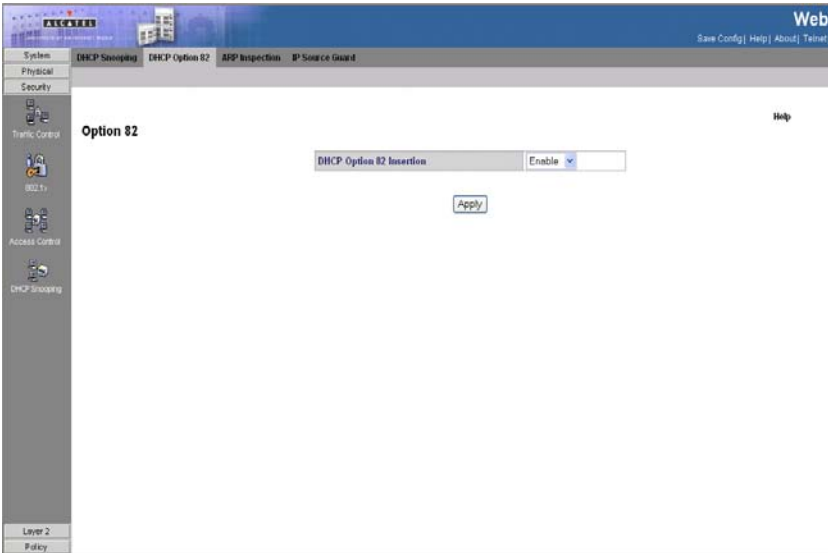 ALCATEL
Web
Save Config| Help| About| Telnet
System
Physical
Security
DHCP Snooping
DHCP Option 82
ARP Inspection
IP Source Guard
Help
Option 82
DHCP Option 82 Insertion
Enable
Apply
Traffic Control
Access Control
DHCP Snooping
Layer 2
Policy